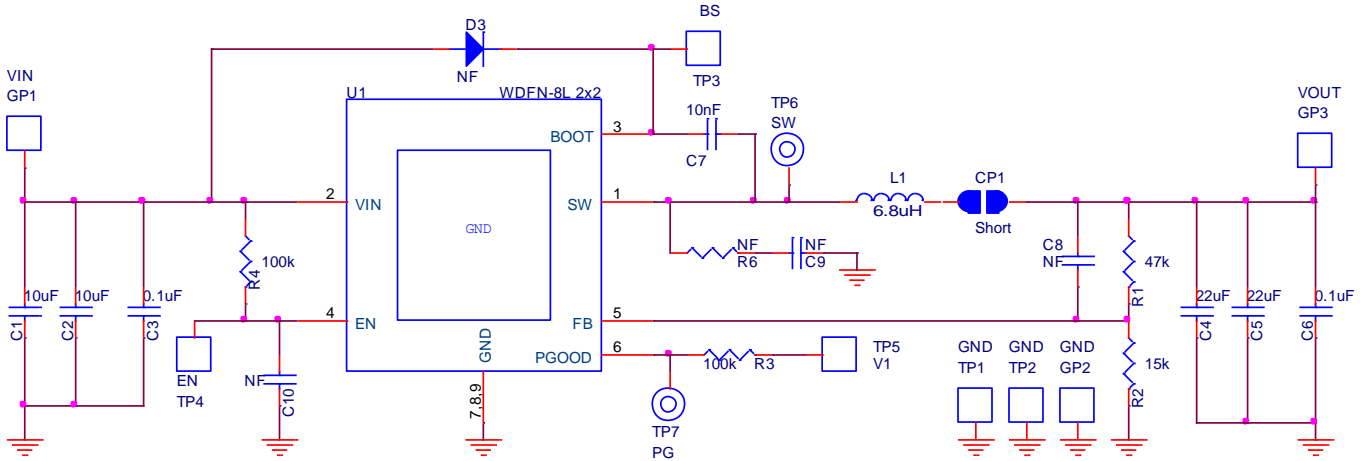 BS
D3
NF
TP3
VIN
GP1
U1
WDFN-8L 2x2
10nF
C7
TP6
SW
VOUT
GP3
BOOT
3
2
VIN
SW
1
L1
6.8uH
CP1
Short
GND
R4
100k
NF
R6
NF
C9
C8
NF
47k
R1
10uF
C1
10uF
C2
0.1uF
C3
4
EN
FB
5
22uF
C4
22uF
C5
0.1uF
C6
EN
TP4
NF
C10
GND
7,8,9
PGOOD
6
100k
R3
TP5
V1
GND
TP1
GND
TP2
GND
GP2
15k
R2
TP7
PG